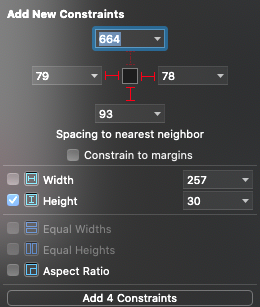 Add New Constraints
664
79 78
93
Spacing to nearest neighbor
Constrain to margins
Width 257
Height 30
Equal Widths
Equal Heights
Aspect Ratio
Add 4 Constraints